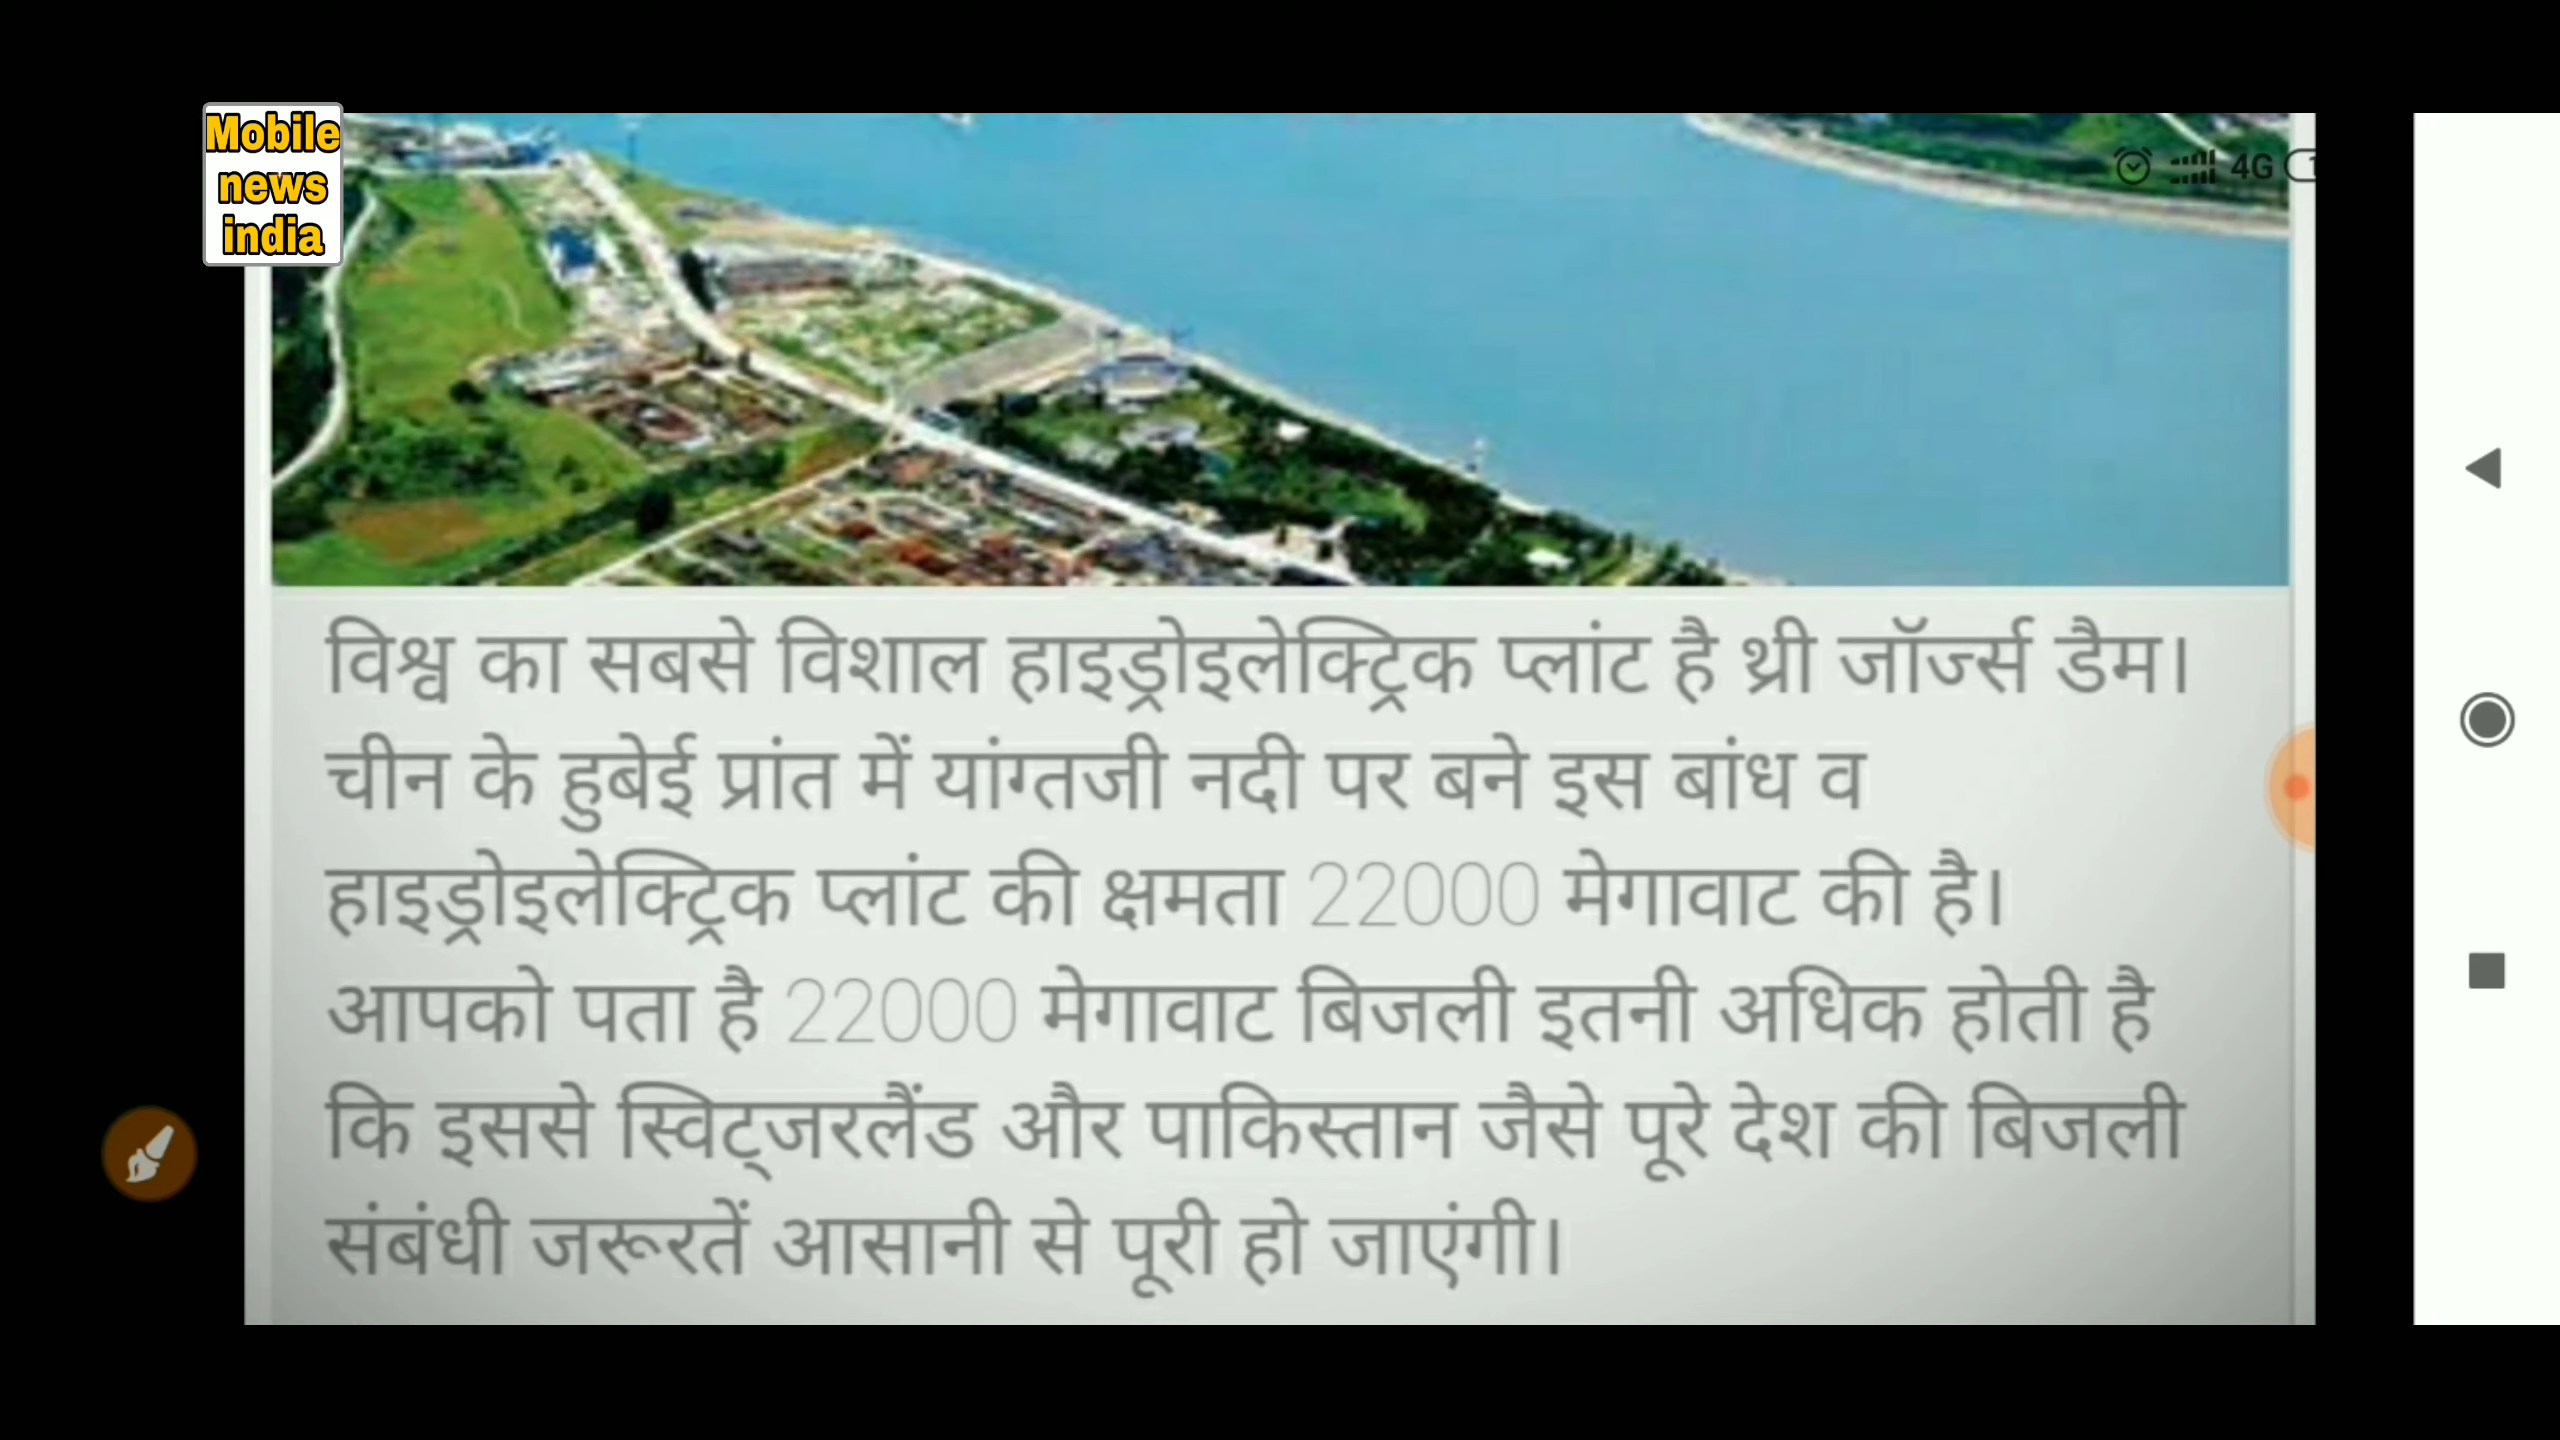 Mobile
news
india
4G
विश्व का सबसे विशाल हाइड्रोइलेक्ट्रिक प्लांट है थ्री जॉर्ज्स डैम।
चीन के हुबेई प्रांत में यांग्तजी नदी पर बने इस बांध व
हाइड्रोइलेक्ट्रिक प्लांट की क्षमता 22000 मेगावाट की है।
आपको पता है 22000 मेगावाट बिजली इतनी अधिक होती है
कि इससे स्विट्जरलैंड और पाकिस्तान जैसे पूरे देश की बिजली
संबंधी जरूरतें आसानी से पूरी हो जाएंगी।